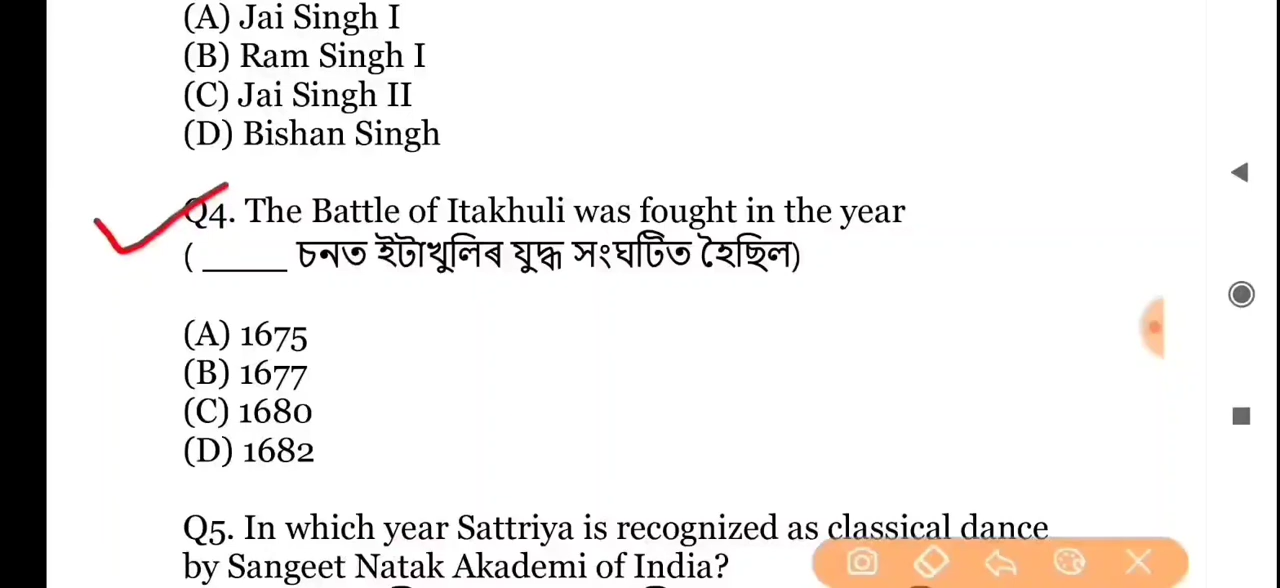 (A) Jai Singh I
(B) Ram Singh I
(C) Jai Singh II
(D) Bishan Singh
Q4. The Battle of Itakhuli was fought in the year
( _____ চনত ইটাখুলিৰ যুদ্ধ সংঘটিত হৈছিল)
(A) 1675
(B) 1677
(C) 1680
(D) 1682
Q5. In which year Sattriya is recognized as classical dance
by Sangeet Natak Akademi of India?